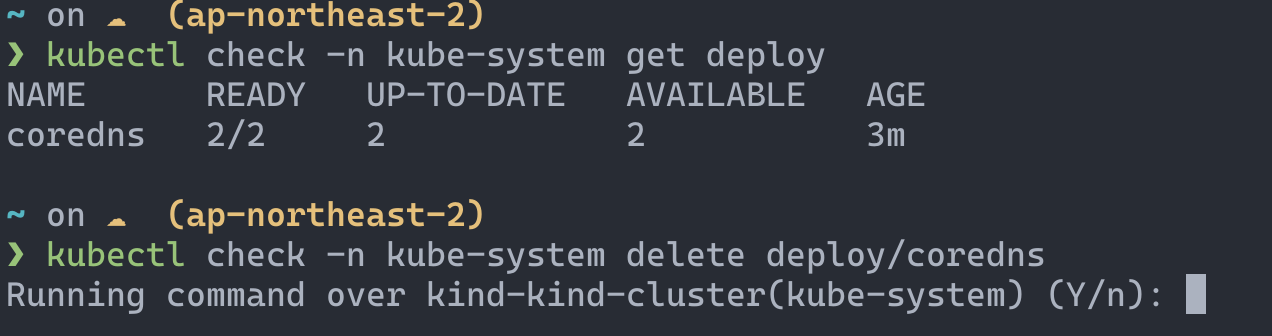 ~ on ☁ (ap-northeast-2)
❯ kubectl check -n kube-system get deploy
NAME READY UP-TO-DATE AVAILABLE AGE
coredns 2/2 2 2 3m
~ on ☁ (ap-northeast-2)
❯ kubectl check -n kube-system delete deploy/coredns
Running command over kind-kind-cluster(kube-system) (Y/n):